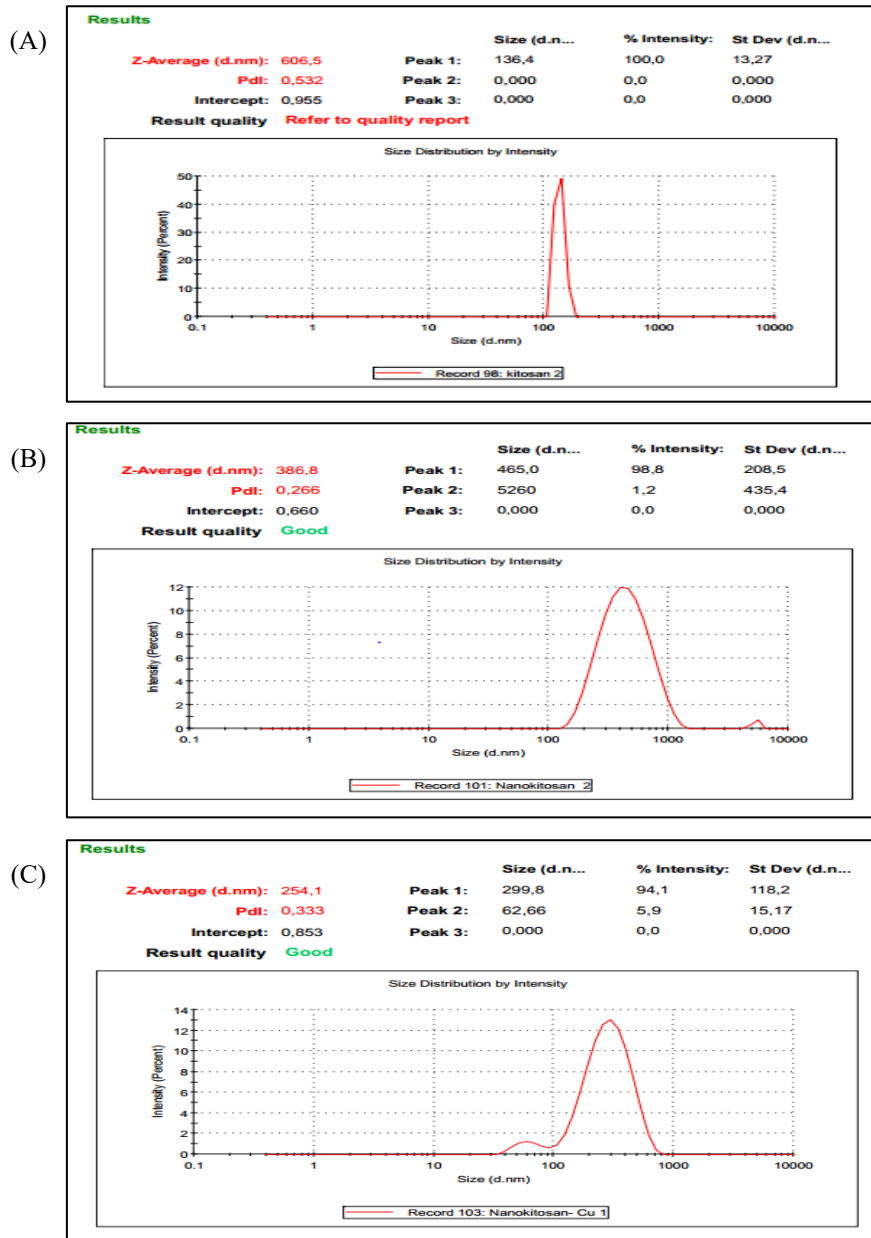 (A)
Results
Size (d.n... % Intensity: St Dev (d.n...
Z-Average (d.nm): 606,5 Peak 1: 136,4 100,0 13,27
PdI: 0,532 Peak 2: 0,000 0,0 0,000
Intercept: 0,955 Peak 3: 0,000 0,0 0,000
Result quality Refer to quality report
Size Distribution by Intensity
50
40
30
20
10
0
Intensity (Percent)
0.1 1 10 100 1000 10000
Size (d.nm)
Record 98: kitosan 2
(B)
Results
Size (d.n... % Intensity: St Dev (d.n...
Z-Average (d.nm): 386,8 Peak 1: 465,0 98,8 208,5
PdI: 0,266 Peak 2: 5260 1,2 435,4
Intercept: 0,660 Peak 3: 0,000 0,0 0,000
Result quality Good
Size Distribution by Intensity
12
10
8
6
4
2
0
Intensity (Percent)
0.1 1 10 100 1000 10000
Size (d.nm)
Record 101: Nanokitosan 2
(C)
Results
Size (d.n... % Intensity: St Dev (d.n...
Z-Average (d.nm): 254,1 Peak 1: 299,8 94,1 118,2
PdI: 0,333 Peak 2: 62,66 5,9 15,17
Intercept: 0,853 Peak 3: 0,000 0,0 0,000
Result quality Good
Size Distribution by Intensity
14
12
10
8
6
4
2
0
Intensity (Percent)
0.1 1 10 100 1000 10000
Size (d.nm)
Record 103: Nanokitosan- Cu 1